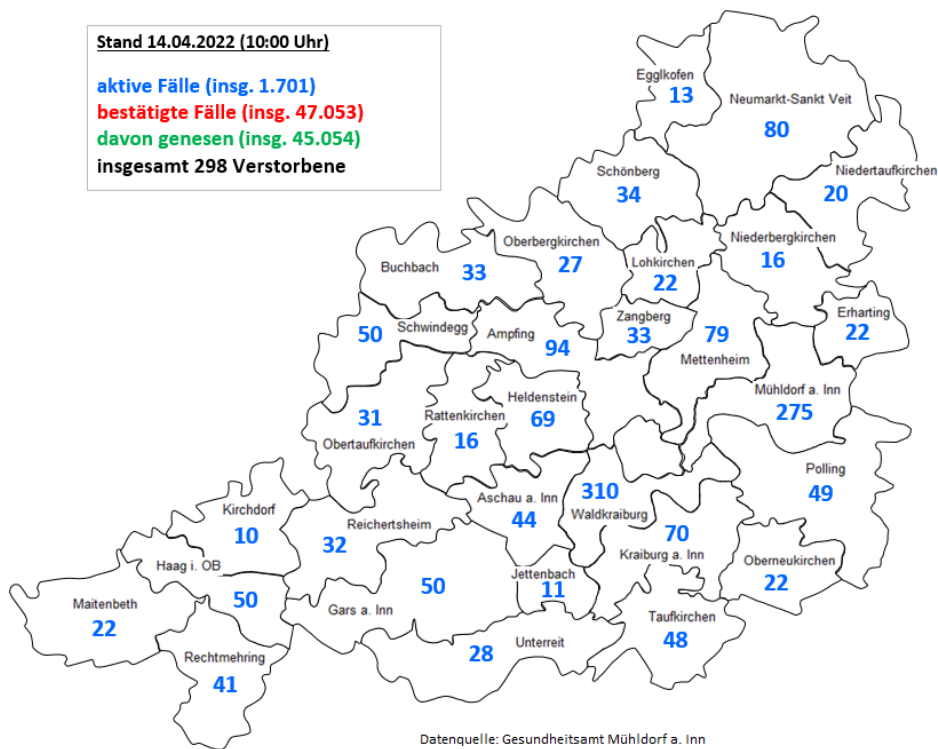 Stand 14.04.2022 (10:00 Uhr)
aktive Fälle (insg. 1.701)
bestätigte Fälle (insg. 47.053)
davon genesen (insg. 45.054)
insgesamt 298 Verstorbene
Egglkofen
13
Neumarkt-Sankt Veit
80
Niedertaufkirchen
20
Schönberg
34
Oberbergkirchen
27
Lohkirchen
22
Niederbergkirchen
16
Buchbach
33
Schwindegg
50
Ampfing
94
Zangberg
33
79
Mettenheim
Erharting
22
Mühldorf a. Inn
275
31
Obertaufkirchen
Rattenkirchen
16
Heldenstein
69
Polling
49
Kirchdorf
10
Reichertsheim
32
Aschau a. Inn
44
310
Waldkraiburg
70
Kraiburg a. Inn
Oberneukirchen
22
Haag i. OB
50
Maitenbeth
22
Gars a. Inn
50
Jettenbach
11
Taufkirchen
48
Rechtmehring
41
Unterreit
28
Datenquelle: Gesundheitsamt Mühldorf a. Inn